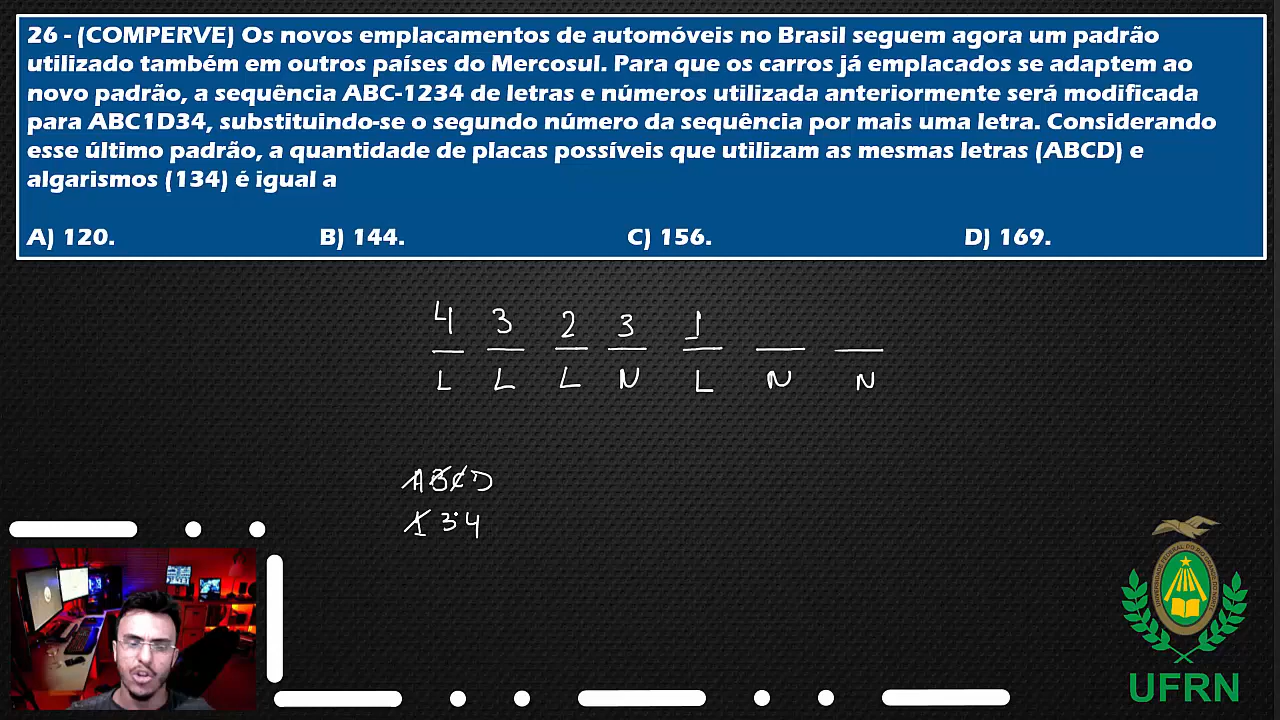 26 - (COMPERVE) Os novos emplacamentos de automóveis no Brasil seguem agora um padrão
utilizado também em outros países do Mercosul. Para que os carros já emplacados se adaptem ao
novo padrão, a sequência ABC-1234 de letras e números utilizada anteriormente será modificada
para ABC1D34, substituindo-se o segundo número da sequência por mais uma letra. Considerando
esse último padrão, a quantidade de placas possíveis que utilizam as mesmas letras (ABCD) e
algarismos (134) é igual a
A) 120. B) 144. C) 156. D) 169.
4 3 2 3 1
L L L N L N N
ABCD
134
UFRN